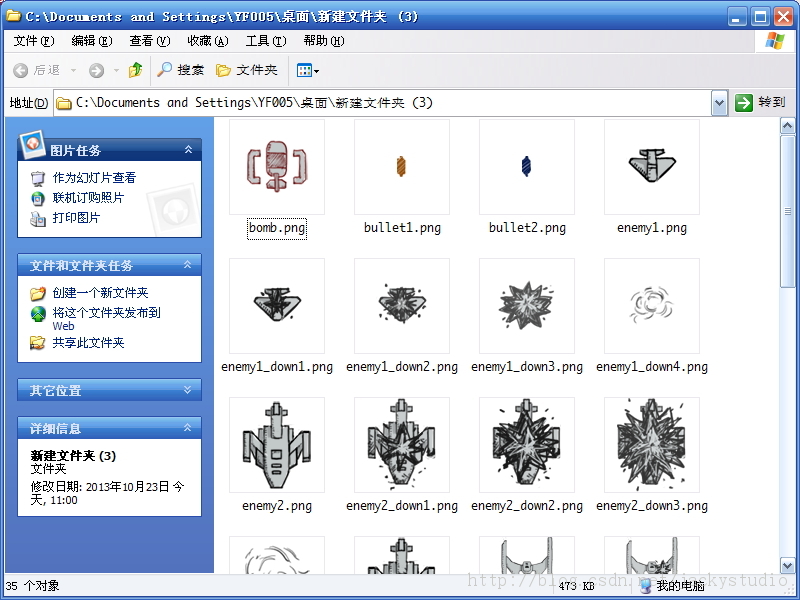 C:\Documents and Settings\YF005\桌面\新建文件夹 (3)
文件(F) 编辑(E) 查看(V) 收藏(A) 工具(T) 帮助(H)
后退 搜索 文件夹
地址(D) C:\Documents and Settings\YF005\桌面\新建文件夹 (3) 转到
图片任务
作为幻灯片查看
联机订购照片
打印图片
文件和文件夹任务
创建一个新文件夹
将这个文件夹发布到
Web
共享此文件夹
其它位置
详细信息
新建文件夹 (3)
文件夹
修改日期: 2013年10月23日 今
天, 11:00
bomb.png bullet1.png bullet2.png enemy1.png
enemy1_down1.png enemy1_down2.png enemy1_down3.png enemy1_down4.png
enemy2.png enemy2_down1.png enemy2_down2.png enemy2_down3.png
35 个对象 473 KB 我的电脑